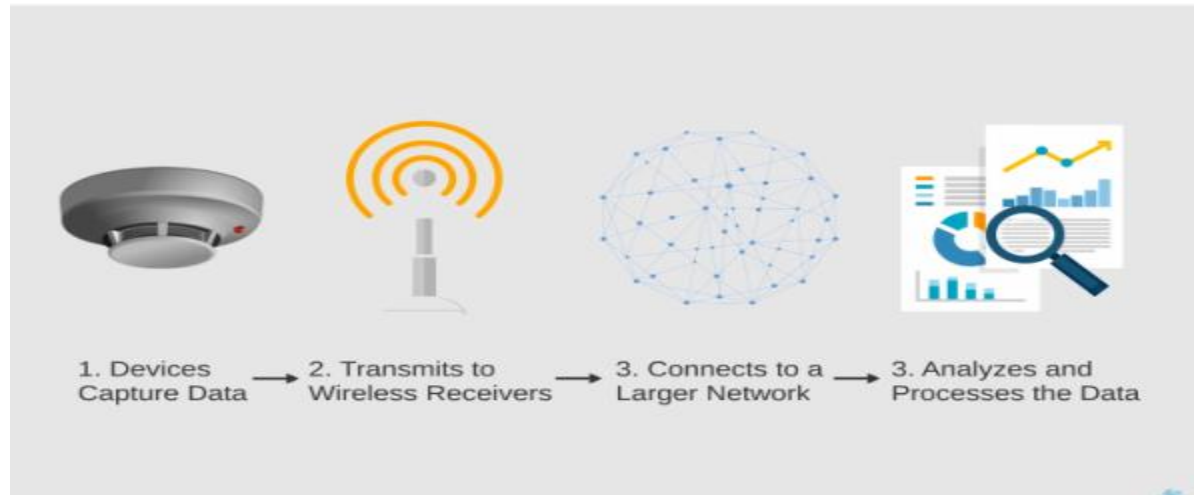 1. Devices
Capture Data
2. Transmits to
Wireless Receivers
3. Connects to a
Larger Network
3. Analyzes and
Processes the Data